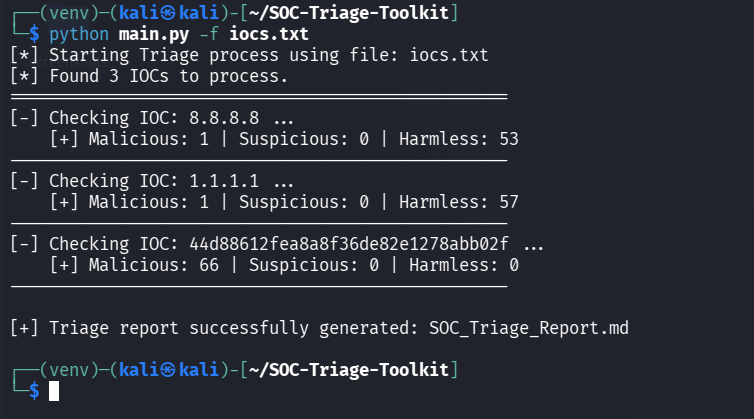 ┌──(venv)─(kali㉿kali)-[~/SOC-Triage-Toolkit]
└─$ python main.py -f iocs.txt
[*] Starting Triage process using file: iocs.txt
[*] Found 3 IOCs to process.
==================================================
[-] Checking IOC: 8.8.8.8 ...
    [+] Malicious: 1 | Suspicious: 0 | Harmless: 53
--------------------------------------------------
[-] Checking IOC: 1.1.1.1 ...
    [+] Malicious: 1 | Suspicious: 0 | Harmless: 57
--------------------------------------------------
[-] Checking IOC: 44d88612fea8a8f36de82e1278abb02f ...
    [+] Malicious: 66 | Suspicious: 0 | Harmless: 0
--------------------------------------------------
[+] Triage report successfully generated: SOC_Triage_Report.md
┌──(venv)─(kali㉿kali)-[~/SOC-Triage-Toolkit]
└─$